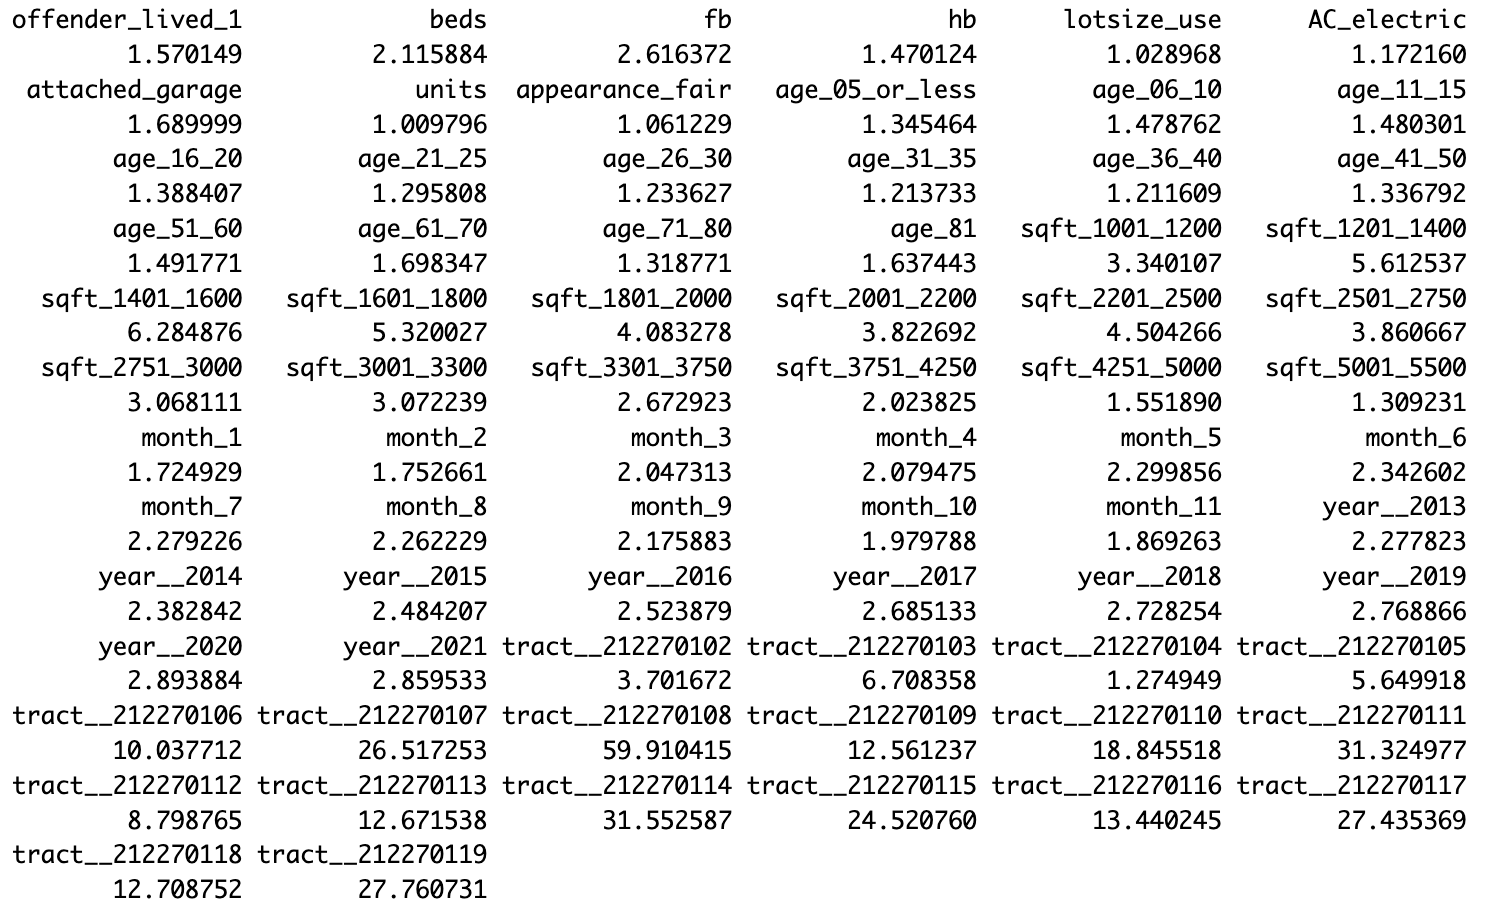 offender_lived_1 beds fb hb lotsize_use AC_electric
1.570149 2.115884 2.616372 1.470124 1.028968 1.172160
attached_garage units appearance_fair age_05_or_less age_06_10 age_11_15
1.689999 1.009796 1.061229 1.345464 1.478762 1.480301
age_16_20 age_21_25 age_26_30 age_31_35 age_36_40 age_41_50
1.388407 1.295808 1.233627 1.213733 1.211609 1.336792
age_51_60 age_61_70 age_71_80 age_81 sqft_1001_1200 sqft_1201_1400
1.491771 1.698347 1.318771 1.637443 3.340107 5.612537
sqft_1401_1600 sqft_1601_1800 sqft_1801_2000 sqft_2001_2200 sqft_2201_2500 sqft_2501_2750
6.284876 5.320027 4.083278 3.822692 4.504266 3.860667
sqft_2751_3000 sqft_3001_3300 sqft_3301_3750 sqft_3751_4250 sqft_4251_5000 sqft_5001_5500
3.068111 3.072239 2.672923 2.023825 1.551890 1.309231
month_1 month_2 month_3 month_4 month_5 month_6
1.724929 1.752661 2.047313 2.079475 2.299856 2.342602
month_7 month_8 month_9 month_10 month_11 year__2013
2.279226 2.262229 2.175883 1.979788 1.869263 2.277823
year__2014 year__2015 year__2016 year__2017 year__2018 year__2019
2.382842 2.484207 2.523879 2.685133 2.728254 2.768866
year__2020 year__2021 tract__212270102 tract__212270103 tract__212270104 tract__212270105
2.893884 2.859533 3.701672 6.708358 1.274949 5.649918
tract__212270106 tract__212270107 tract__212270108 tract__212270109 tract__212270110 tract__212270111
10.037712 26.517253 59.910415 12.561237 18.845518 31.324977
tract__212270112 tract__212270113 tract__212270114 tract__212270115 tract__212270116 tract__212270117
8.798765 12.671538 31.552587 24.520760 13.440245 27.435369
tract__212270118 tract__212270119
12.708752 27.760731